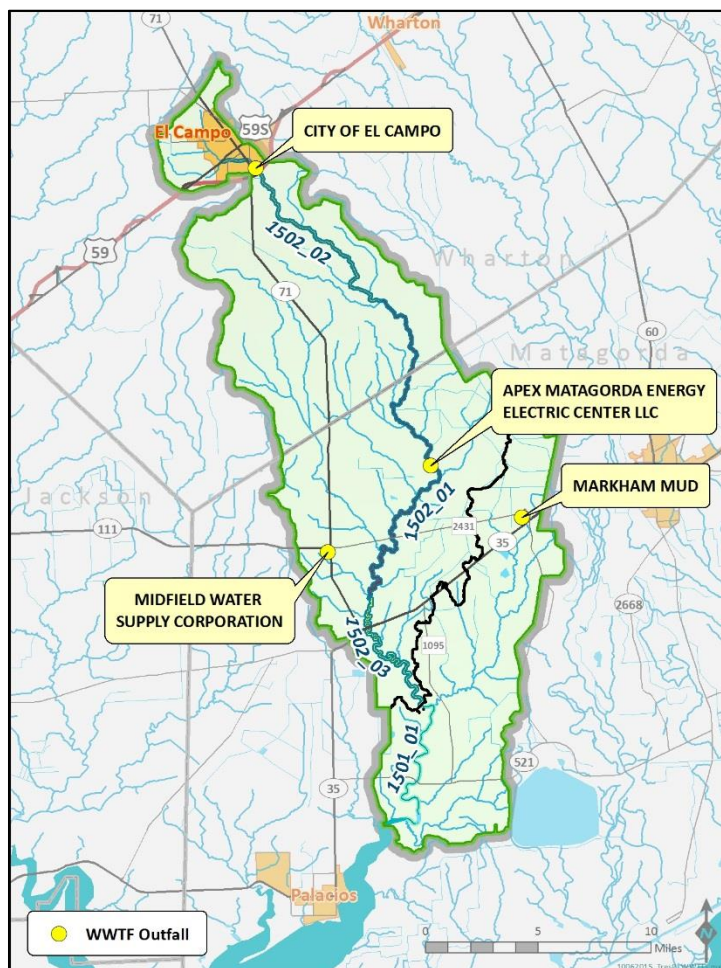 71
Wharton
59S
El Campo
CITY OF EL CAMPO
59
1502_02
Wharton
71
60
Matagorda
APEX MATAGORDA ENERGY
ELECTRIC CENTER LLC
Jackson
1502_01
MARKHAM MUD
111
2431
35
MIDFIELD WATER
SUPPLY CORPORATION
2668
1502_03
1095
1501_01
521
35
Palacios
WWTF Outfall
0
5
10
Miles
N